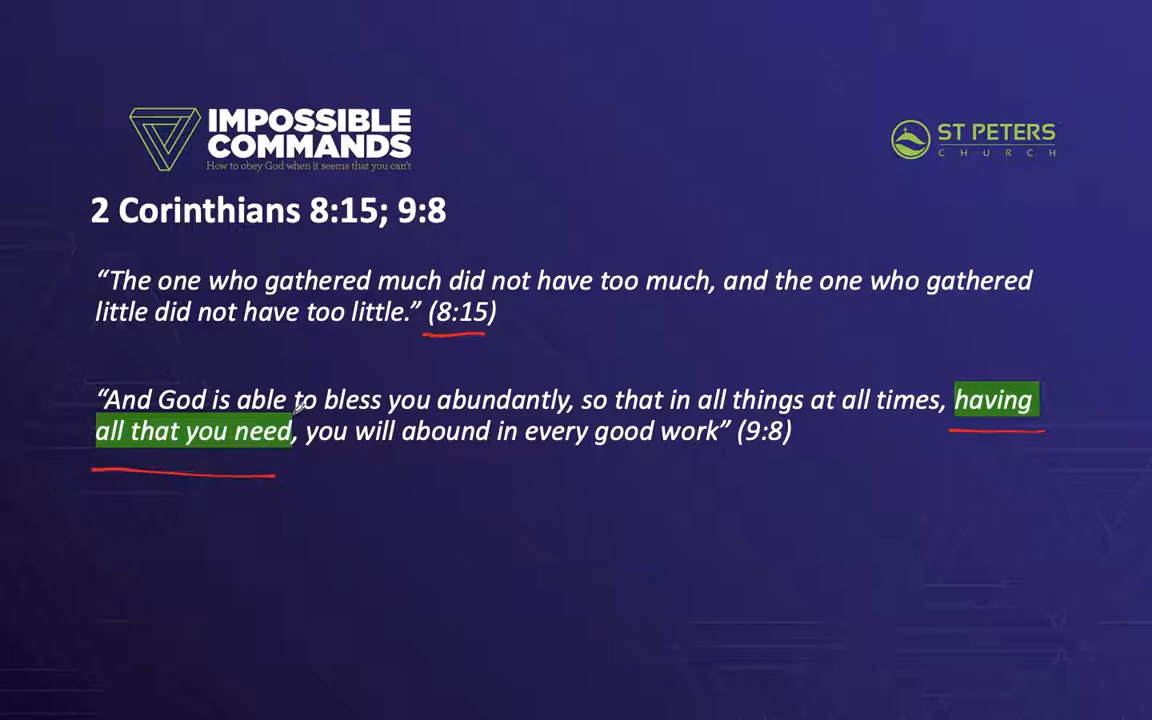 IMPOSSIBLE
COMMANDS
How to obey God when it seems that you can't
ST PETERS
CHURCH
2 Corinthians 8:15; 9:8
“The one who gathered much did not have too much, and the one who gathered
little did not have too little.” (8:15)
“And God is able to bless you abundantly, so that in all things at all times, having
all that you need, you will abound in every good work” (9:8)